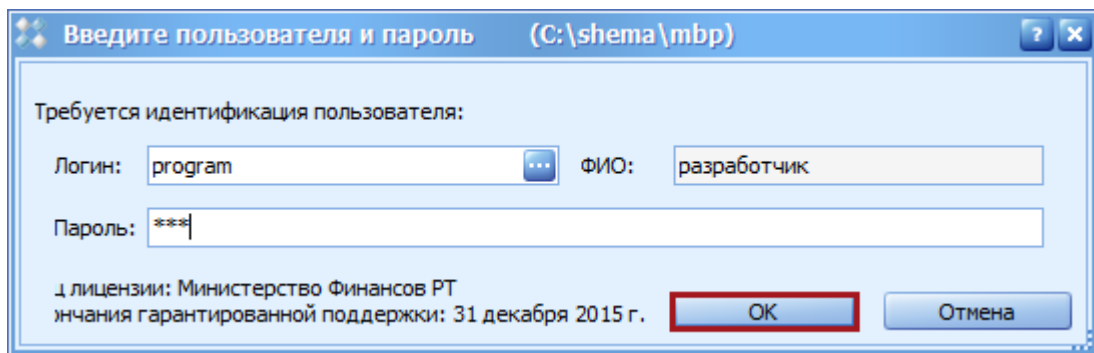 Введите пользователя и пароль (C:\shema\mbp)
Требуется идентификация пользователя:
Логин: program ... ФИО: разработчик
Пароль: ***
лицензии: Министерство Финансов РТ
гарантированной поддержки: 31 декабря 2015 г.
OK Отмена